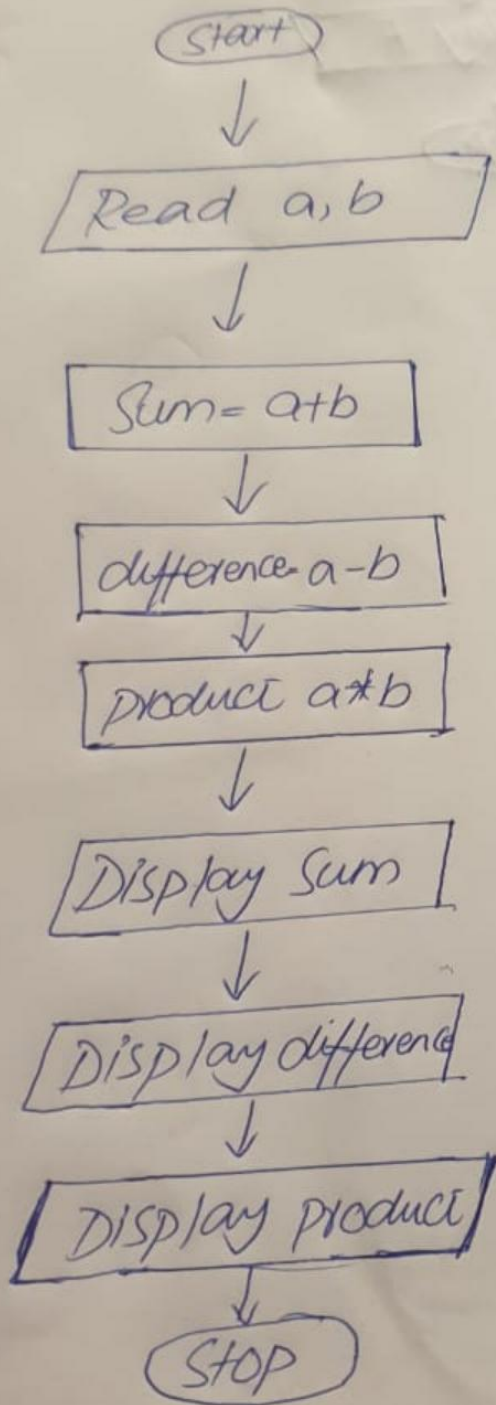 Start
Read a, b
Sum= a+b
difference= a-b
product a*b
Display Sum
Display difference
Display product
Stop